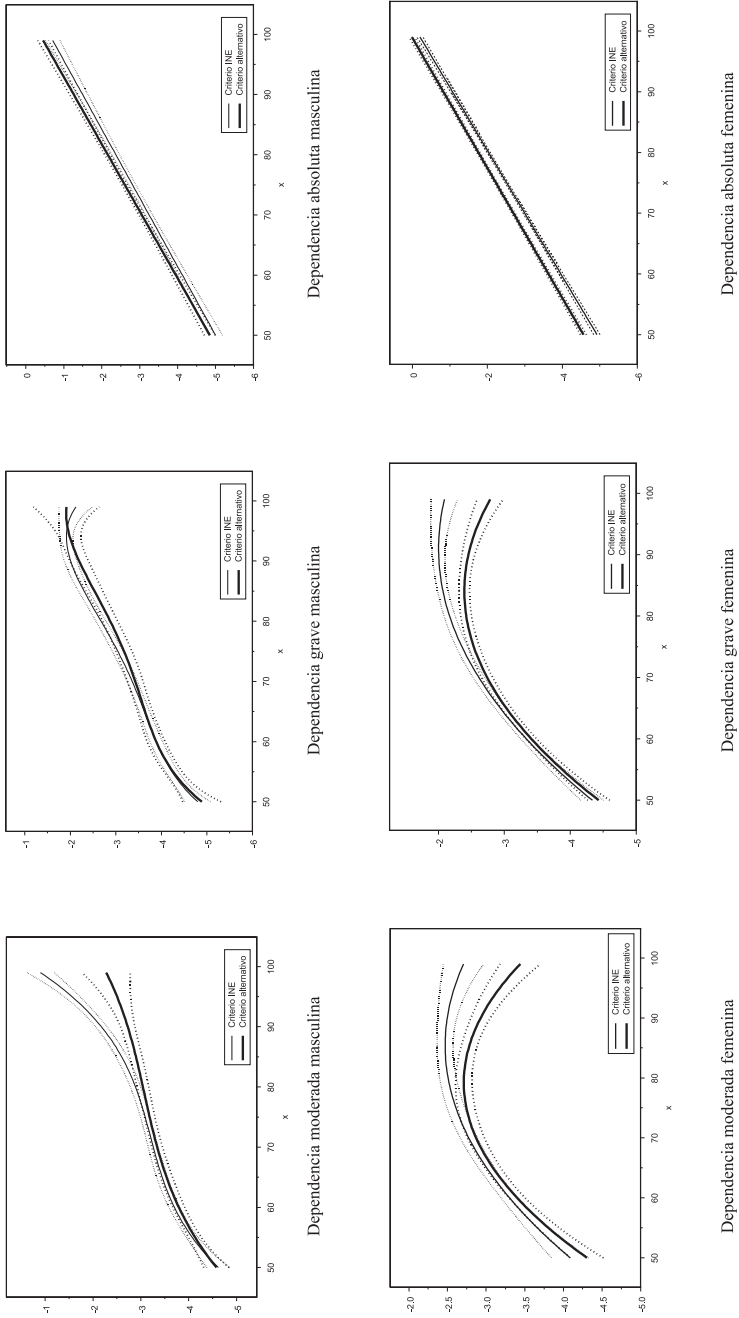 -1
-2
-3
-4
-5
50 60 70 80 90 100
x
Criterio INE
Criterio alternativo
Dependencia moderada masculina
-1
-2
-3
-4
-5
-6
50 60 70 80 90 100
x
Criterio INE
Criterio alternativo
Dependencia grave masculina
0
-1
-2
-3
-4
-5
-6
50 60 70 80 90 100
x
Criterio INE
Criterio alternativo
Dependencia absoluta masculina
-2.0
-2.5
-3.0
-3.5
-4.0
-4.5
-5.0
50 60 70 80 90 100
x
Criterio INE
Criterio alternativo
Dependencia moderada femenina
-2
-3
-4
-5
50 60 70 80 90 100
x
Criterio INE
Criterio alternativo
Dependencia grave femenina
0
-2
-4
-6
50 60 70 80 90 100
x
Criterio INE
Criterio alternativo
Dependencia absoluta femenina